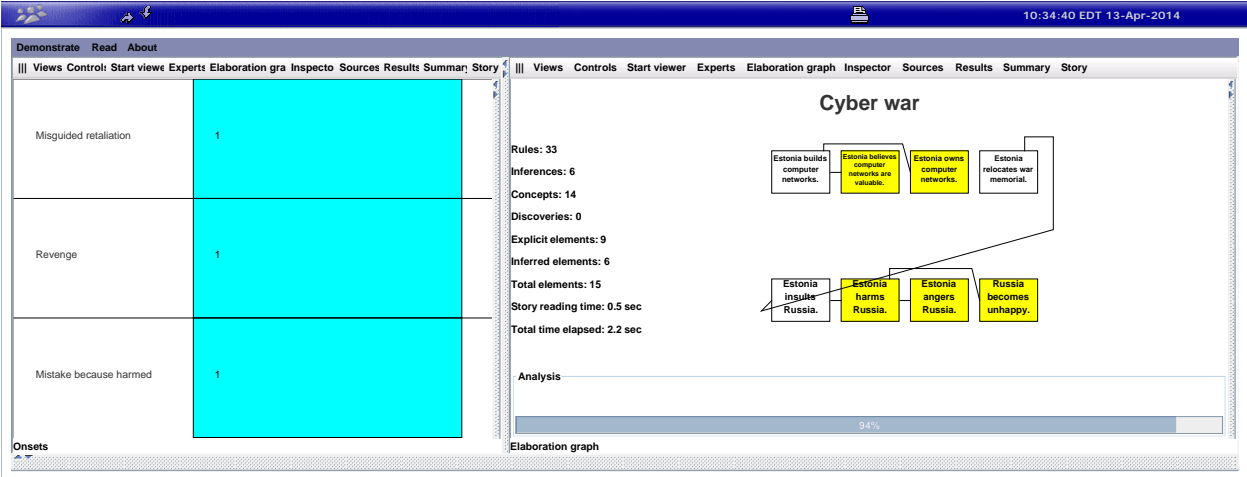 10:34:40 EDT 13-Apr-2014
Demonstrate Read About
||| Views Control: Start viewe Experts Elaboration gra Inspecto Sources Results Summar Story
Misguided retaliation 1
Revenge 1
Mistake because harmed 1
Onsets
||| Views Controls Start viewer Experts Elaboration graph Inspector Sources Results Summary Story
Cyber war
Rules: 33
Inferences: 6
Concepts: 14
Discoveries: 0
Explicit elements: 9
Inferred elements: 6
Total elements: 15
Story reading time: 0.5 sec
Total time elapsed: 2.2 sec
Estonia builds
computer
networks.
Estonia believes
computer
networks are
valuable.
Estonia owns
computer
networks.
Estonia
relocates war
memorial.
Estonia
insults
Russia.
Estonia
harms
Russia.
Estonia
angers
Russia.
Russia
becomes
unhappy.
Analysis
94%
Elaboration graph